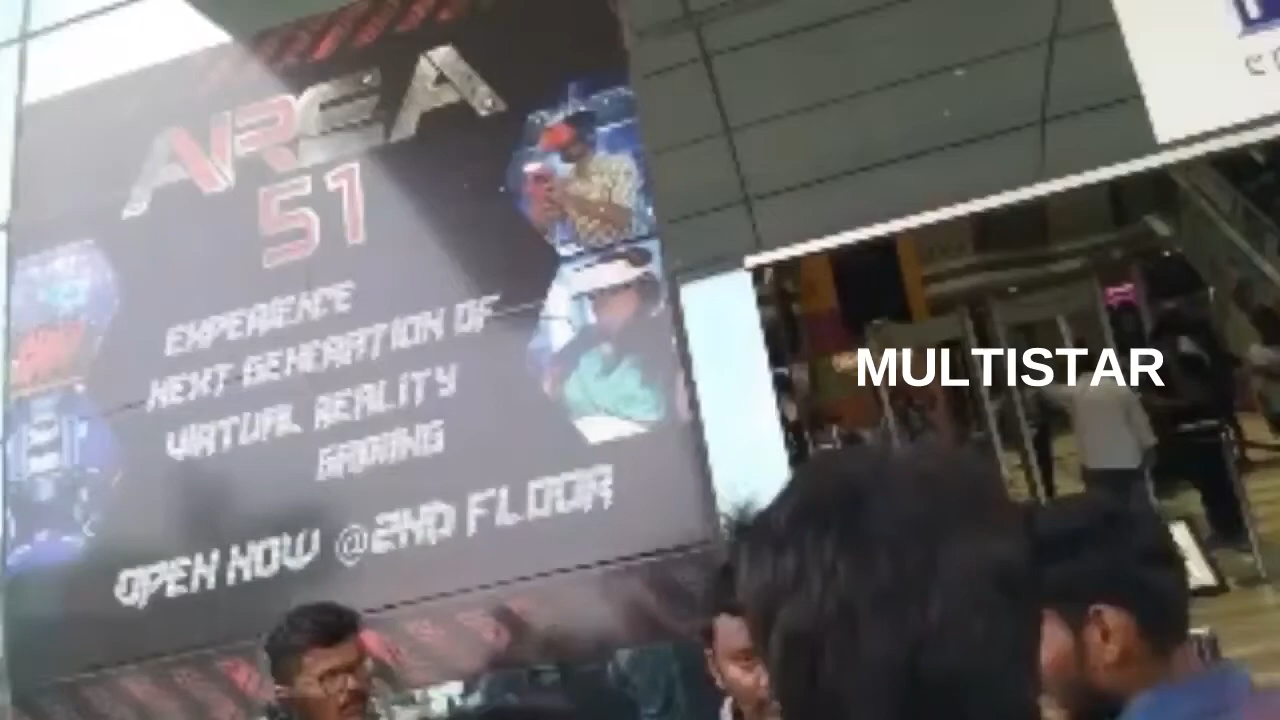 AREA
51
EXPERIENCE
NEXT GENERATION OF
VIRTUAL REALITY
GAMING
OPEN NOW @2ND FLOOR
MULTISTAR